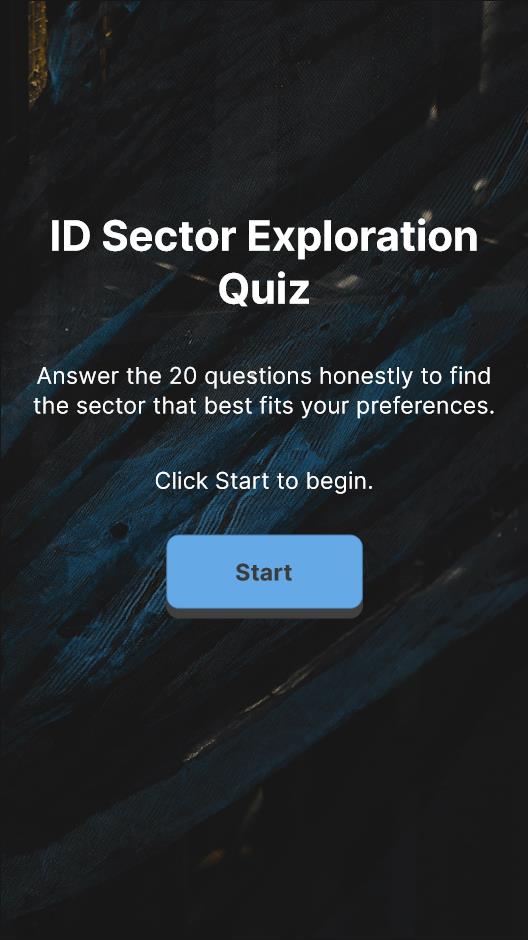 ID Sector Exploration
Quiz
Answer the 20 questions honestly to find
the sector that best fits your preferences.
Click Start to begin.
Start